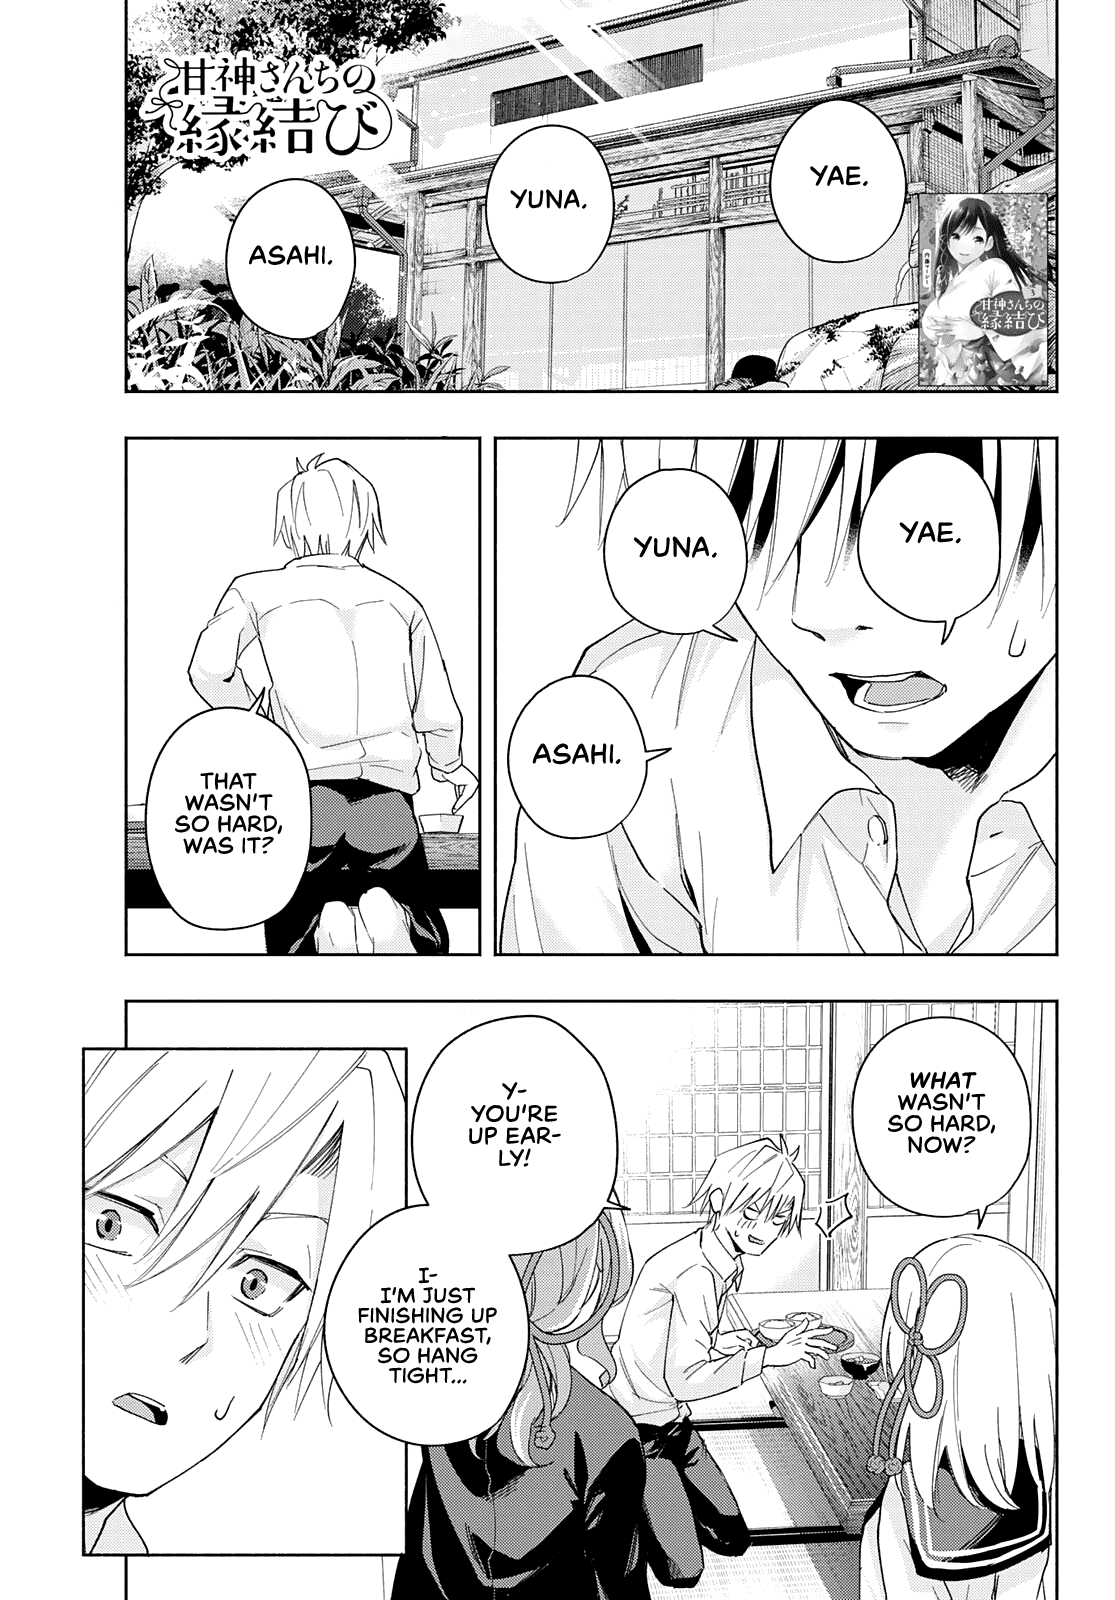 甘神さんちの
縁結び
YAE.
YUNA.
ASAHI.
甘神さんちの
縁結び
YAE.
YUNA.
ASAHI.
THAT
WASN'T
SO HARD,
WAS IT?
WHAT
WASN'T
SO HARD,
NOW?
Y-
YOU'RE
UP EAR-
LY!
I-
I'M JUST
FINISHING UP
BREAKFAST,
SO HANG
TIGHT...